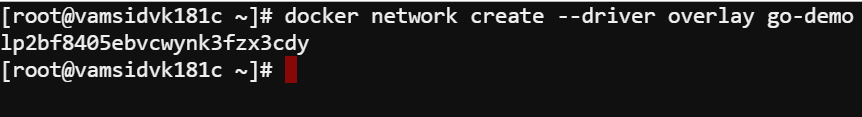 [root@vamsidvk181c ~]# docker network create --driver overlay go-demo
lp2bf8405ebvcwynk3fzx3cdy
[root@vamsidvk181c ~]#